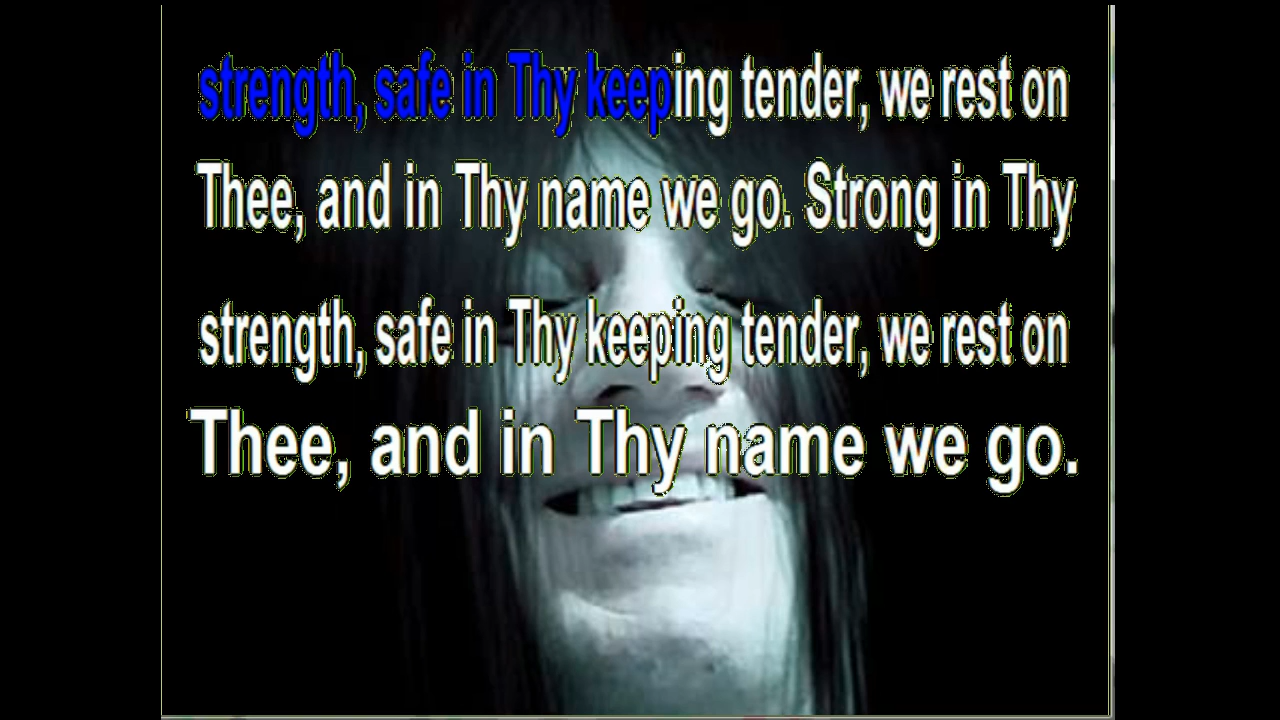 strength, safe in Thy keeping tender, we rest on
Thee, and in Thy name we go. Strong in Thy
strength, safe in Thy keeping tender, we rest on
Thee, and in Thy name we go.